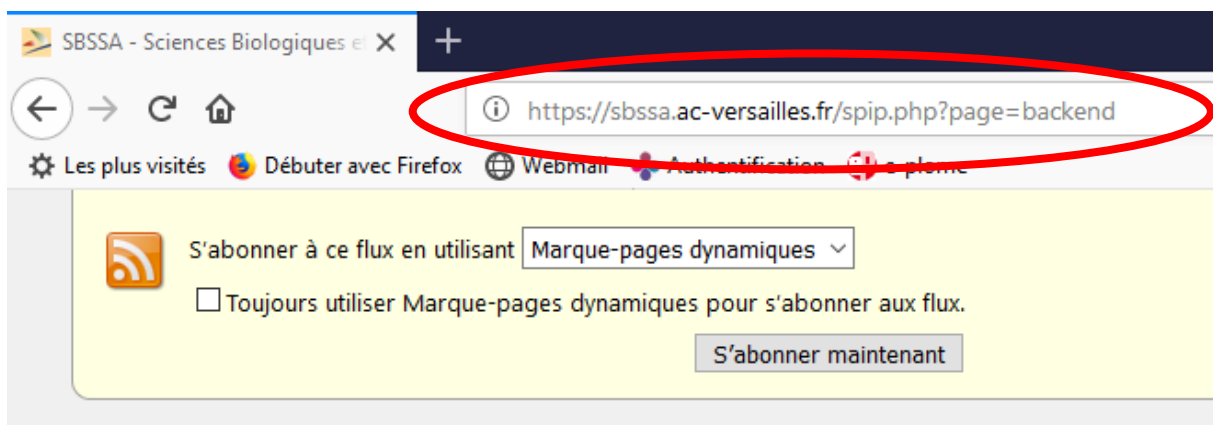 SBSSA - Sciences Biologiques et
https://sbssa.ac-versailles.fr/spip.php?page=backend
Les plus visités Débuter avec Firefox Webmail Authentification
S'abonner à ce flux en utilisant Marque-pages dynamiques
Toujours utiliser Marque-pages dynamiques pour s'abonner aux flux.
S'abonner maintenant